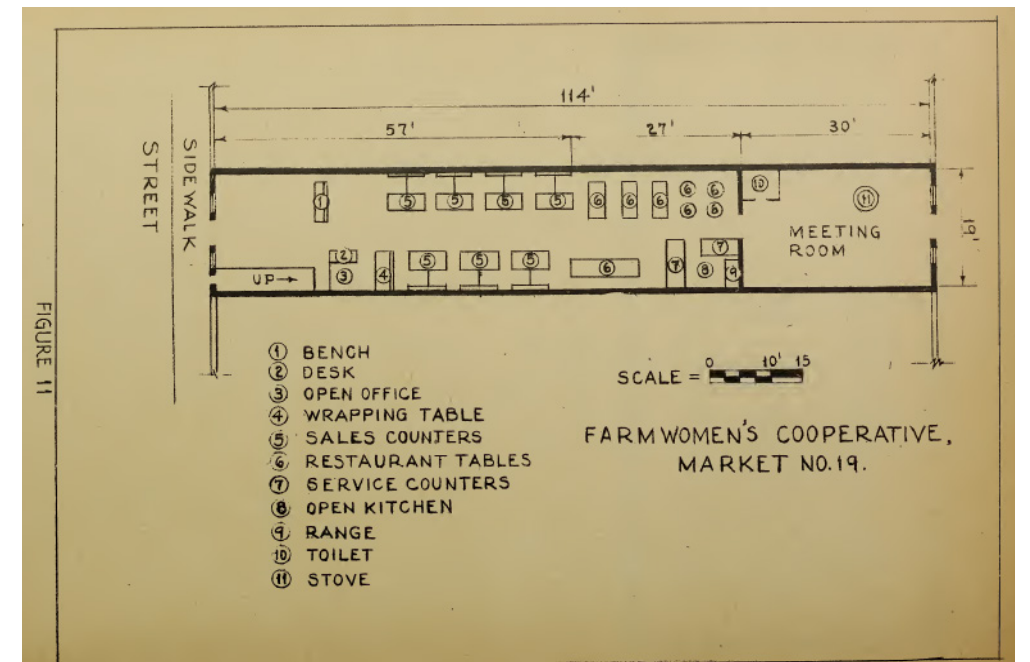 114'
57' 27' 30'
STREET
SIDEWALK
1 5 5 5 5 6 6 6 6 6 10 11
6 6
MEETING
ROOM
19'
2 5 5 5 7
UP→ 3 4 6 7 8 9
FIGURE 11
① BENCH
② DESK
③ OPEN OFFICE
④ WRAPPING TABLE
⑤ SALES COUNTERS
⑥ RESTAURANT TABLES
⑦ SERVICE COUNTERS
⑧ OPEN KITCHEN
⑨ RANGE
⑩ TOILET
⑪ STOVE
SCALE = 0 10' 15
FARMWOMEN'S COOPERATIVE,
MARKET NO.19.